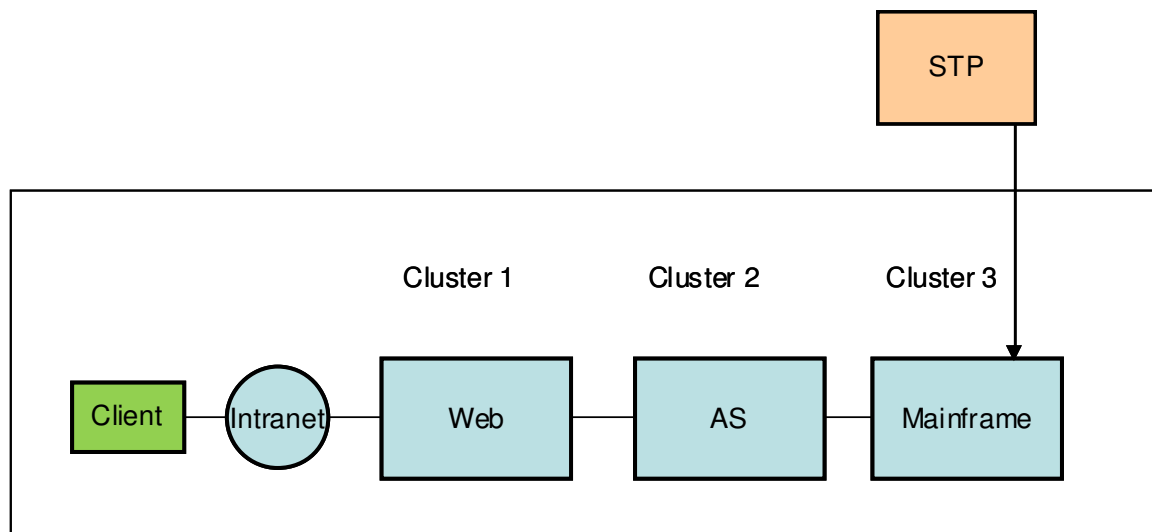 STP
Cluster 1
Cluster 2
Cluster 3
Client
Intranet
Web
AS
Mainframe